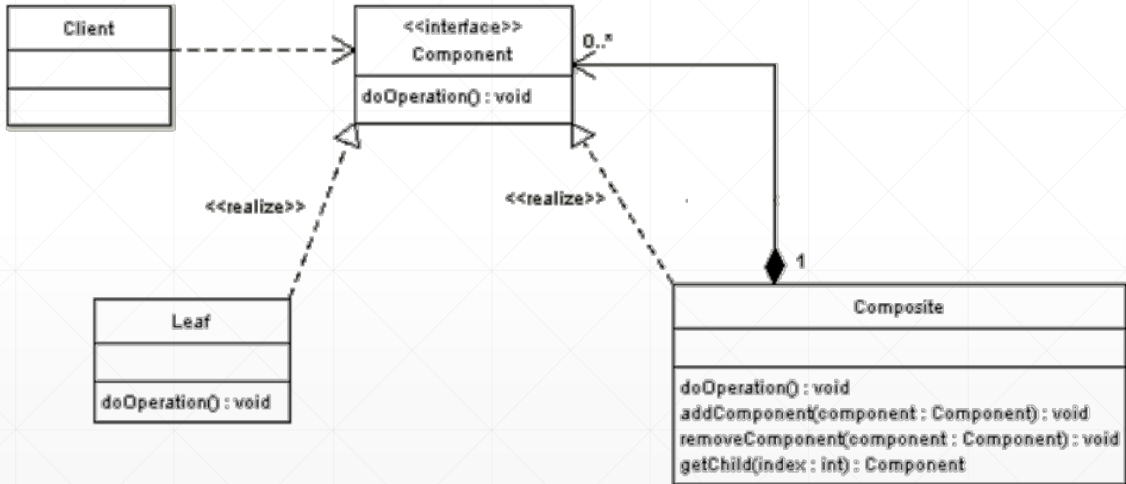 Client
<<interface>>
Component
doOperation() : void
0..*
<<realize>>
<<realize>>
1
Leaf
doOperation() : void
Composite
doOperation() : void
addComponent(component : Component) : void
removeComponent(component : Component) : void
getChild(index : int) : Component